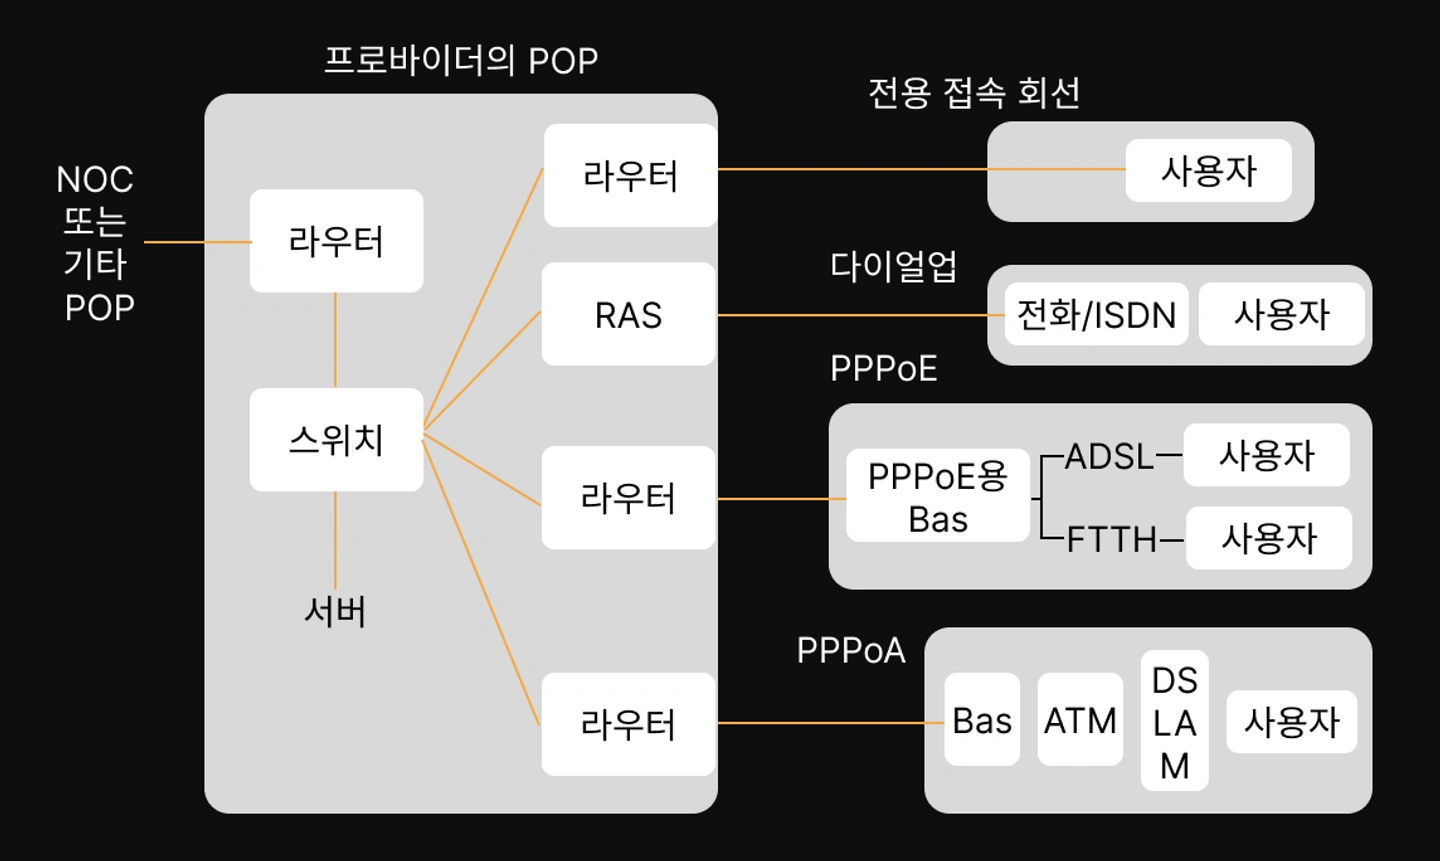 프로바이더의 POP
NOC
또는
기타
POP
라우터
스위치
서버
라우터
RAS
라우터
라우터
전용 접속 회선
사용자
다이얼업
전화/ISDN
사용자
PPPoE
PPPoE용
Bas
ADSL
사용자
FTTH
사용자
PPPoA
Bas
ATM
DS
LA
M
사용자